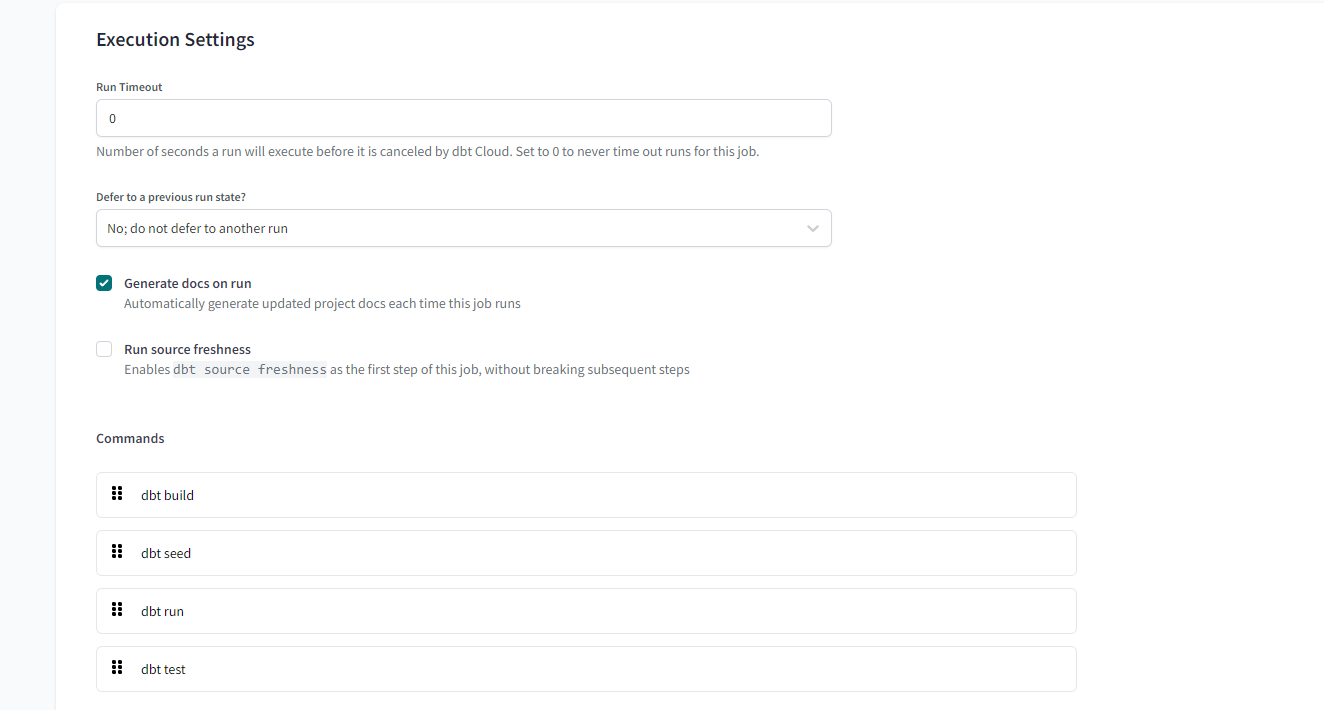 Execution Settings
Run Timeout
0
Number of seconds a run will execute before it is canceled by dbt Cloud. Set to 0 to never time out runs for this job.
Defer to a previous run state?
No; do not defer to another run
Generate docs on run
Automatically generate updated project docs each time this job runs
Run source freshness
Enables dbt source freshness as the first step of this job, without breaking subsequent steps
Commands
dbt build
dbt seed
dbt run
dbt test